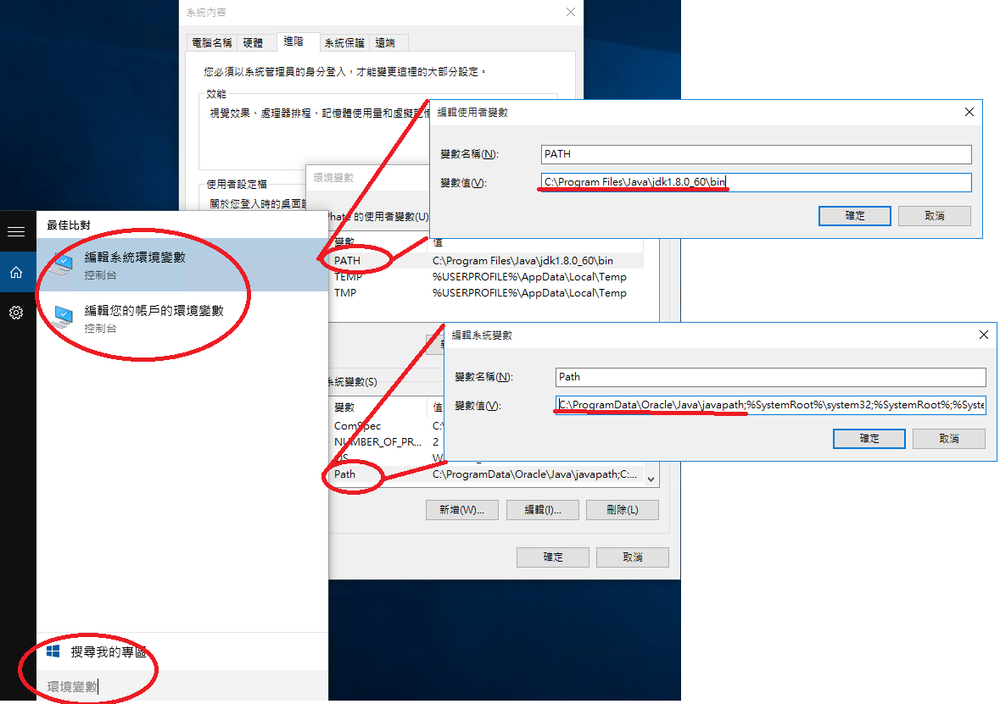 系統內容
電腦名稱 硬體 進階 系統保護 遠端
您必須以系統管理員的身分登入，才能變更這裡的大部分設定。
效能
視覺效果、處理器排程、記憶體使用量和虛擬記憶
使用者設定檔
關於您登入時的桌面設
環境變數
的使用者變數(U)
變數 值
PATH C:\Program Files\Java\jdk1.8.0_60\bin
TEMP %USERPROFILE%\AppData\Local\Temp
TMP %USERPROFILE%\AppData\Local\Temp
系統變數(S)
變數 值
ComSpec C:\
NUMBER_OF_PR... 2
OS
Path C:\ProgramData\Oracle\Java\javapath;C:...
新增(W)... 編輯(I)... 刪除(L)
確定 取消
編輯使用者變數
變數名稱(N): PATH
變數值(V): C:\Program Files\Java\jdk1.8.0_60\bin
確定 取消
編輯系統變數
變數名稱(N): Path
變數值(V): C:\ProgramData\Oracle\Java\javapath;%SystemRoot%\system32;%SystemRoot%;%Syste
確定 取消
最佳比對
編輯系統環境變數
控制台
編輯您的帳戶的環境變數
控制台
搜尋我的專區
環境變數